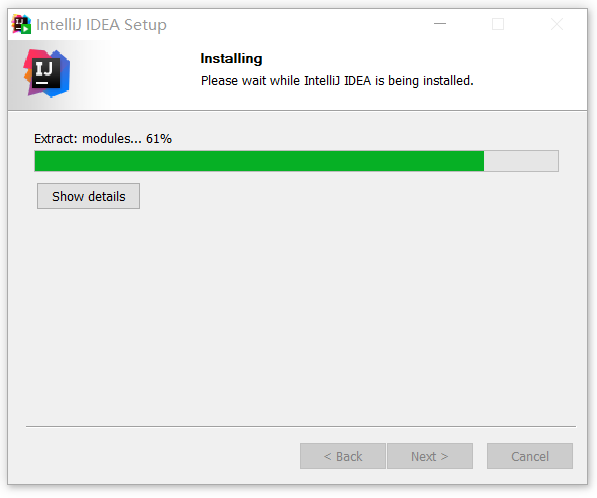 IntelliJ IDEA Setup
IJ
Installing
Please wait while IntelliJ IDEA is being installed.
Extract: modules... 61%
Show details
< Back
Next >
Cancel